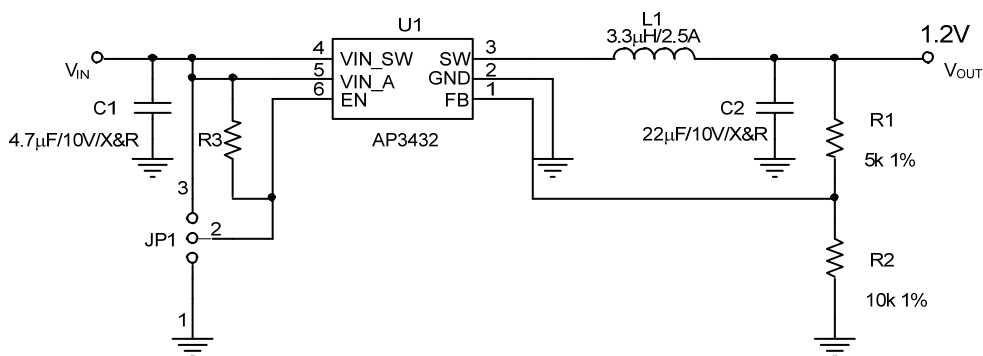 U1
L1
3.3μH/2.5A
1.2V
VIN
4
VIN_SW
SW
3
VOUT
5
VIN_A
GND
2
6
EN
FB
1
C1
4.7μF/10V/X&R
R3
AP3432
C2
22μF/10V/X&R
R1
5k 1%
3
2
JP1
R2
10k 1%
1